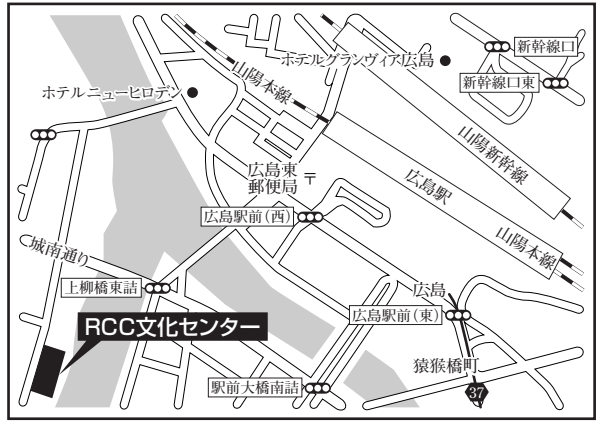 新幹線口
ホテルグランヴィア広島
新幹線口東
山陽本線
ホテルニューヒロデン
山陽新幹線
広島東
郵便局
〒
広島駅
広島駅前(西)
山陽本線
城南通り
上柳橋東詰
広島
広島駅前(東)
RCC文化センター
猿猴橋町
駅前大橋南詰
37